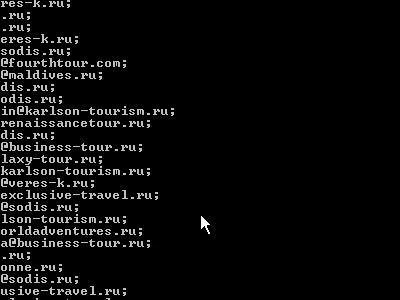 res-k.ru;
.ru;
.ru;
eres-k.ru;
sodis.ru;
@fourthtour.com;
@maldives.ru;
dis.ru;
odis.ru;
in@karlson-tourism.ru;
renaissancetour.ru;
dis.ru;
@business-tour.ru;
laxy-tour.ru;
karlson-tourism.ru;
@veres-k.ru;
exclusive-travel.ru;
@sodis.ru;
lson-tourism.ru;
orldadventures.ru;
a@business-tour.ru;
.ru;
onne.ru;
@sodis.ru;
usive-travel.ru;